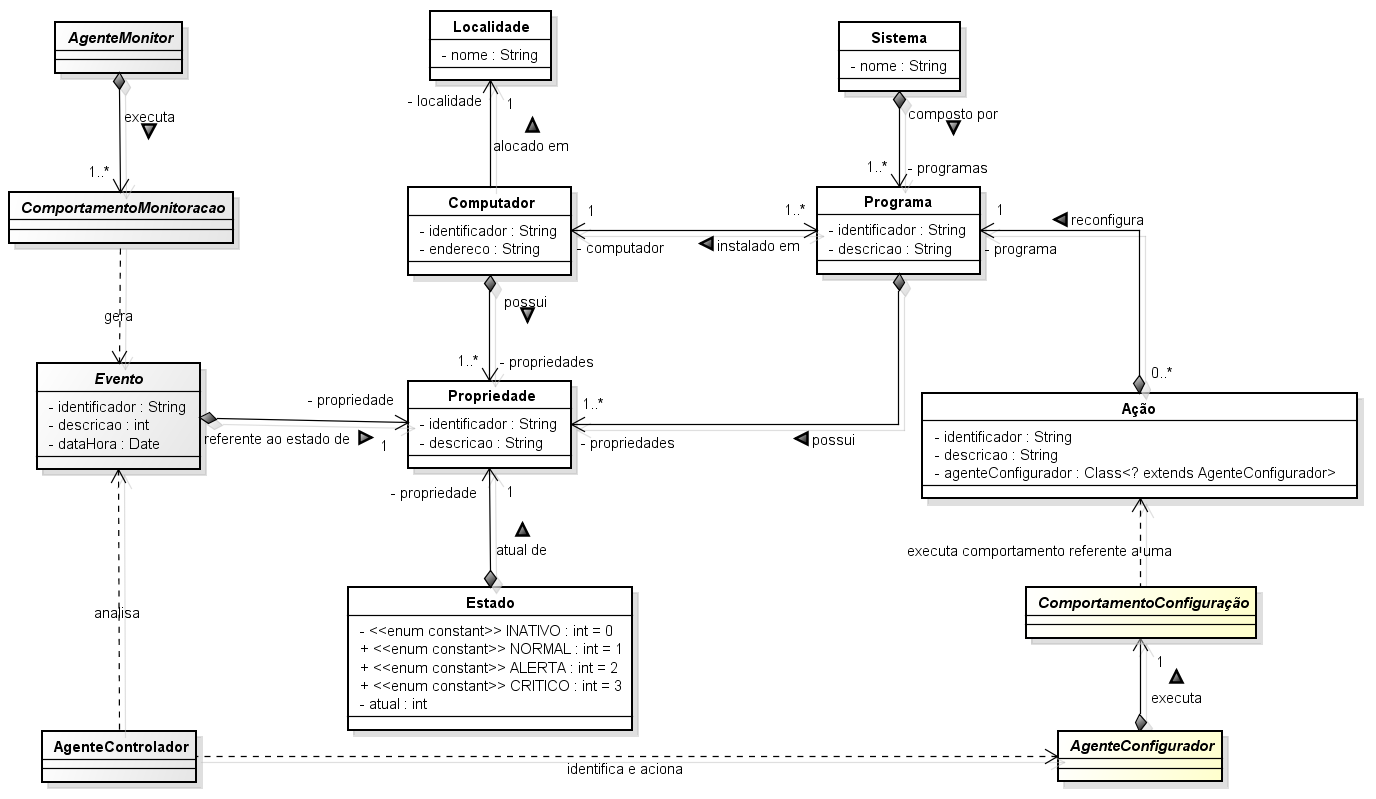 AgenteMonitor
executa
1..*
ComportamentoMonitoracao
gera
Evento
- identificador : String
- descricao : int
- dataHora : Date
- propriedade
referente ao estado de
1
analisa
AgenteControlador
identifica e aciona
Localidade
- nome : String
- localidade
1
alocado em
Computador
- identificador : String
- endereco : String
1
- computador
1..*
instalado em
possui
1..*
- propriedades
Propriedade
- identificador : String
- descricao : String
1..*
- propriedades
possui
- propriedade
1
atual de
Estado
- <<enum constant>> INATIVO : int = 0
+ <<enum constant>> NORMAL : int = 1
+ <<enum constant>> ALERTA : int = 2
+ <<enum constant>> CRITICO : int = 3
- atual : int
Sistema
- nome : String
composto por
1..*
- programas
Programa
- identificador : String
- descricao : String
1
reconfigura
- programa
0..*
Ação
- identificador : String
- descricao : String
- agenteConfigurador : Class<? extends AgenteConfigurador>
executa comportamento referente a uma
ComportamentoConfiguração
1
executa
AgenteConfigurador